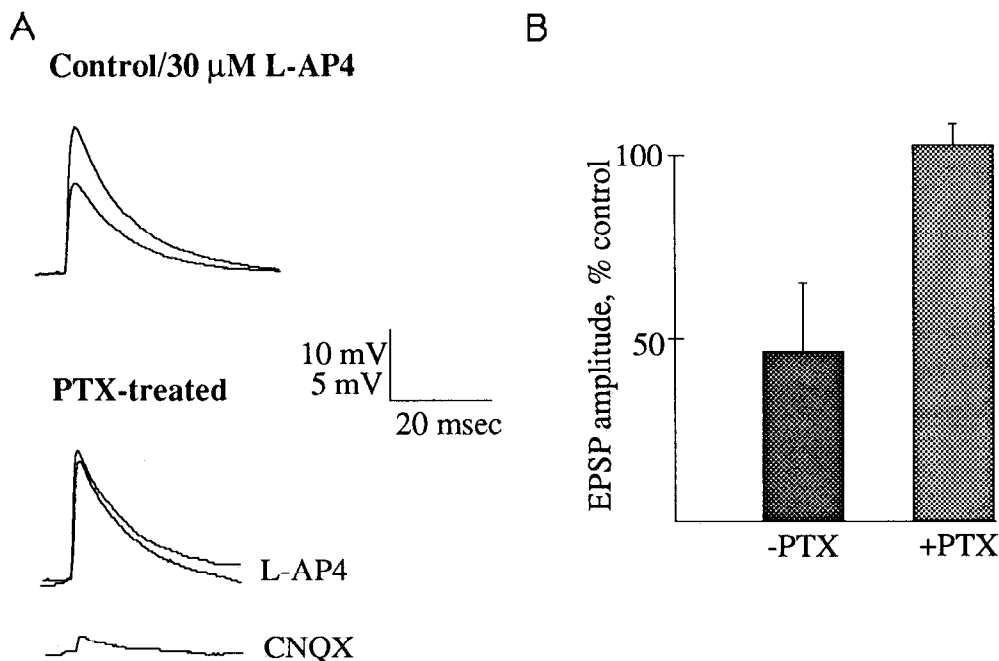 A
Control/30 μM L-AP4
10 mV
5 mV
20 msec
PTX-treated
L-AP4
CNQX
B
EPSP amplitude, % control
100
50
-PTX
+PTX